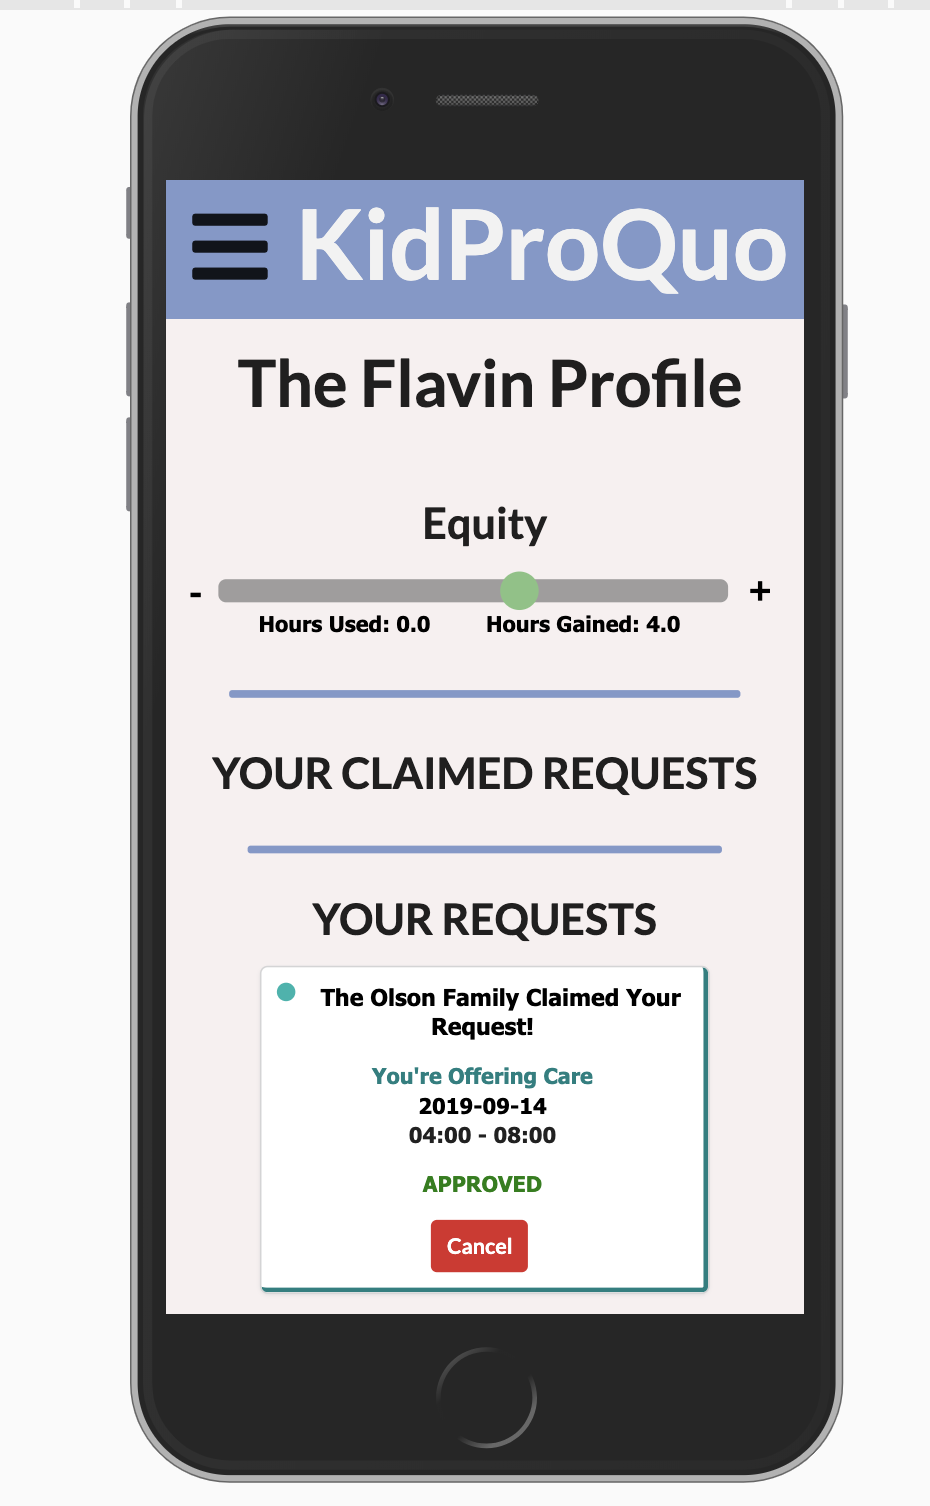 KidProQuo
The Flavin Profile
Equity
- +
Hours Used: 0.0 Hours Gained: 4.0
YOUR CLAIMED REQUESTS
YOUR REQUESTS
The Olson Family Claimed Your
Request!
You're Offering Care
2019-09-14
04:00 - 08:00
APPROVED
Cancel